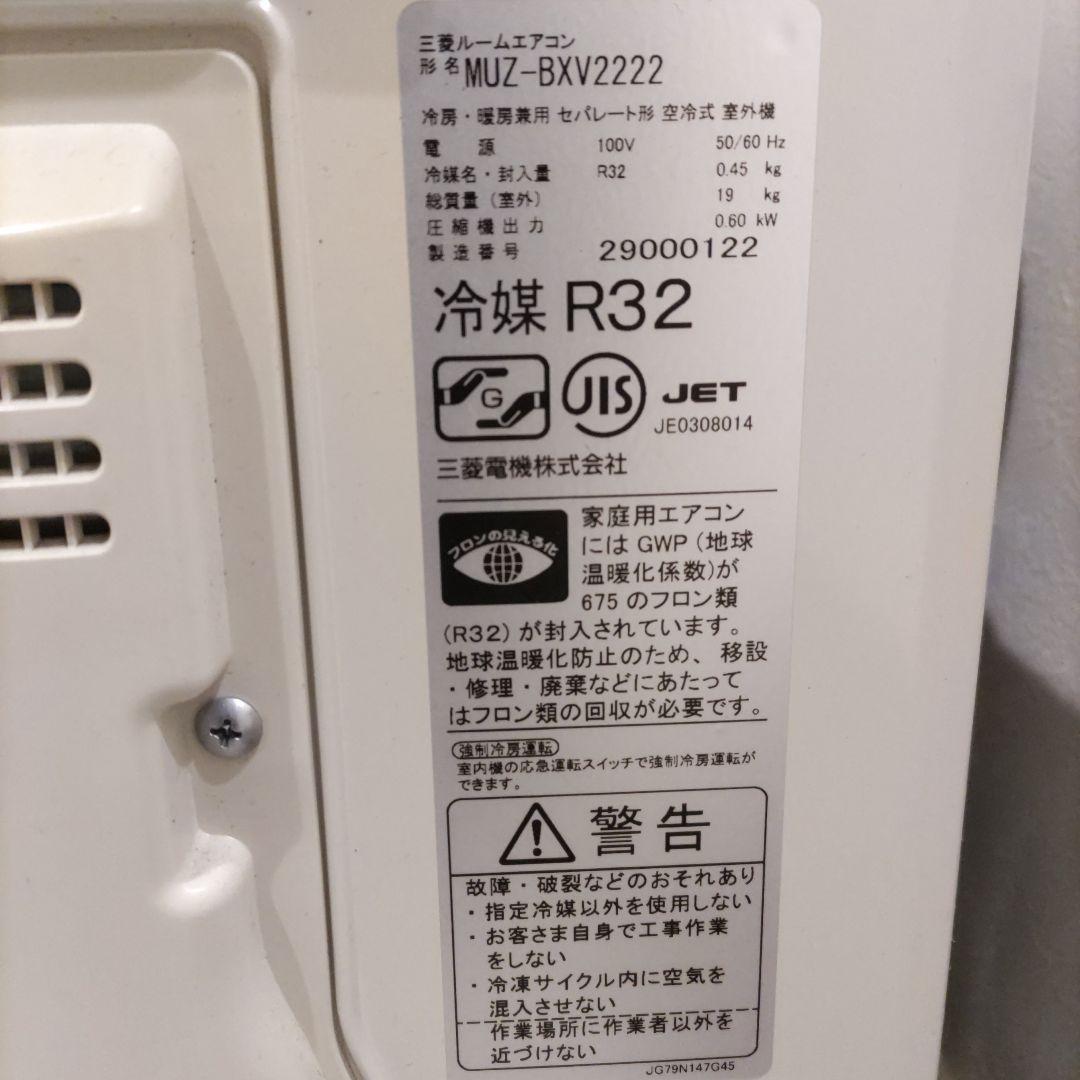 三菱ルームエアコン
形名 MUZ-BXV2222
冷房・暖房兼用 セパレート形 空冷式 室外機
電源 100V 50/60 Hz
冷媒名・封入量 R32 0.45 kg
総質量(室外) 19 kg
圧縮機出力 0.60 kW
製造番号 29000122
冷媒 R32
G JIS JET
JE0308014
三菱電機株式会社
フロンの見える化
家庭用エアコン
には GWP(地球
温暖化係数)が
675 のフロン類
(R32)が封入されています。
地球温暖化防止のため、移設
・修理・廃棄などにあたって
はフロン類の回収が必要です。
強制冷房運転
室内機の応急運転スイッチで強制冷房運転が
できます。
警告
故障・破裂などのおそれあり
・指定冷媒以外を使用しない
・お客さま自身で工事作業
をしない
・冷凍サイクル内に空気を
混入させない
作業場所に作業者以外を
近づけない
JG79N147G45